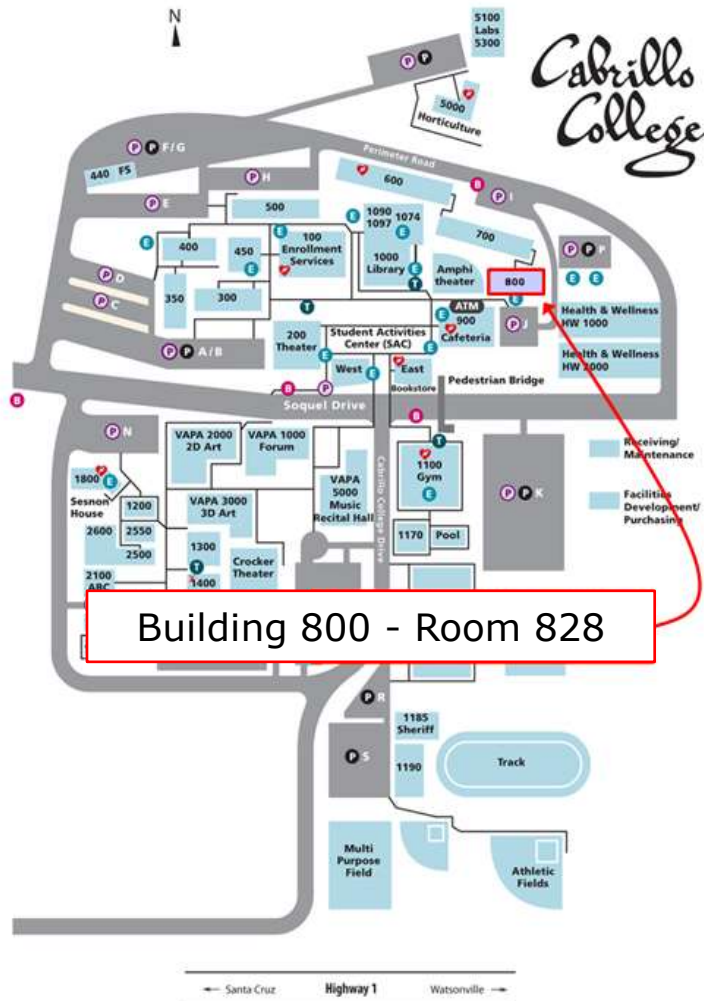 N
5100
Labs
5300
Cabrillo
College
P P
5000
Horticulture
Perimeter Road
P P F/G
440 FS
P H
600
B
P I
P E
500
1090
1097
1074
E
700
E
400
450
100
Enrollment
Services
E
1000
Library
E
Amphi
theater
P P P
E E
P D
P C
350
300
T
T
ATM
800
E
900
Cafeteria
P J
Health & Wellness
HW 1000
Health & Wellness
HW 2000
200
Theater
Student Activities
Center (SAC)
P P A/B
West
East
Bookstore
Pedestrian Bridge
B
B
P
Soquel Drive
B
P N
VAPA 2000
2D Art
VAPA 1000
Forum
Cabrillo College Drive
T
1100
Gym
E
P P K
Receiving/
Maintenance
Facilities
Development/
Purchasing
1800
E
Sesnon
House
1200
VAPA 3000
3D Art
VAPA
5000
Music
Recital Hall
2600
2550
2500
1300
T
1400
Crocker
Theater
1170
Pool
2100
ARC
Building 800 - Room 828
P R
1185
Sheriff
P S
1190
Track
Multi
Purpose
Field
Athletic
Fields
← Santa Cruz Highway 1 Watsonville →